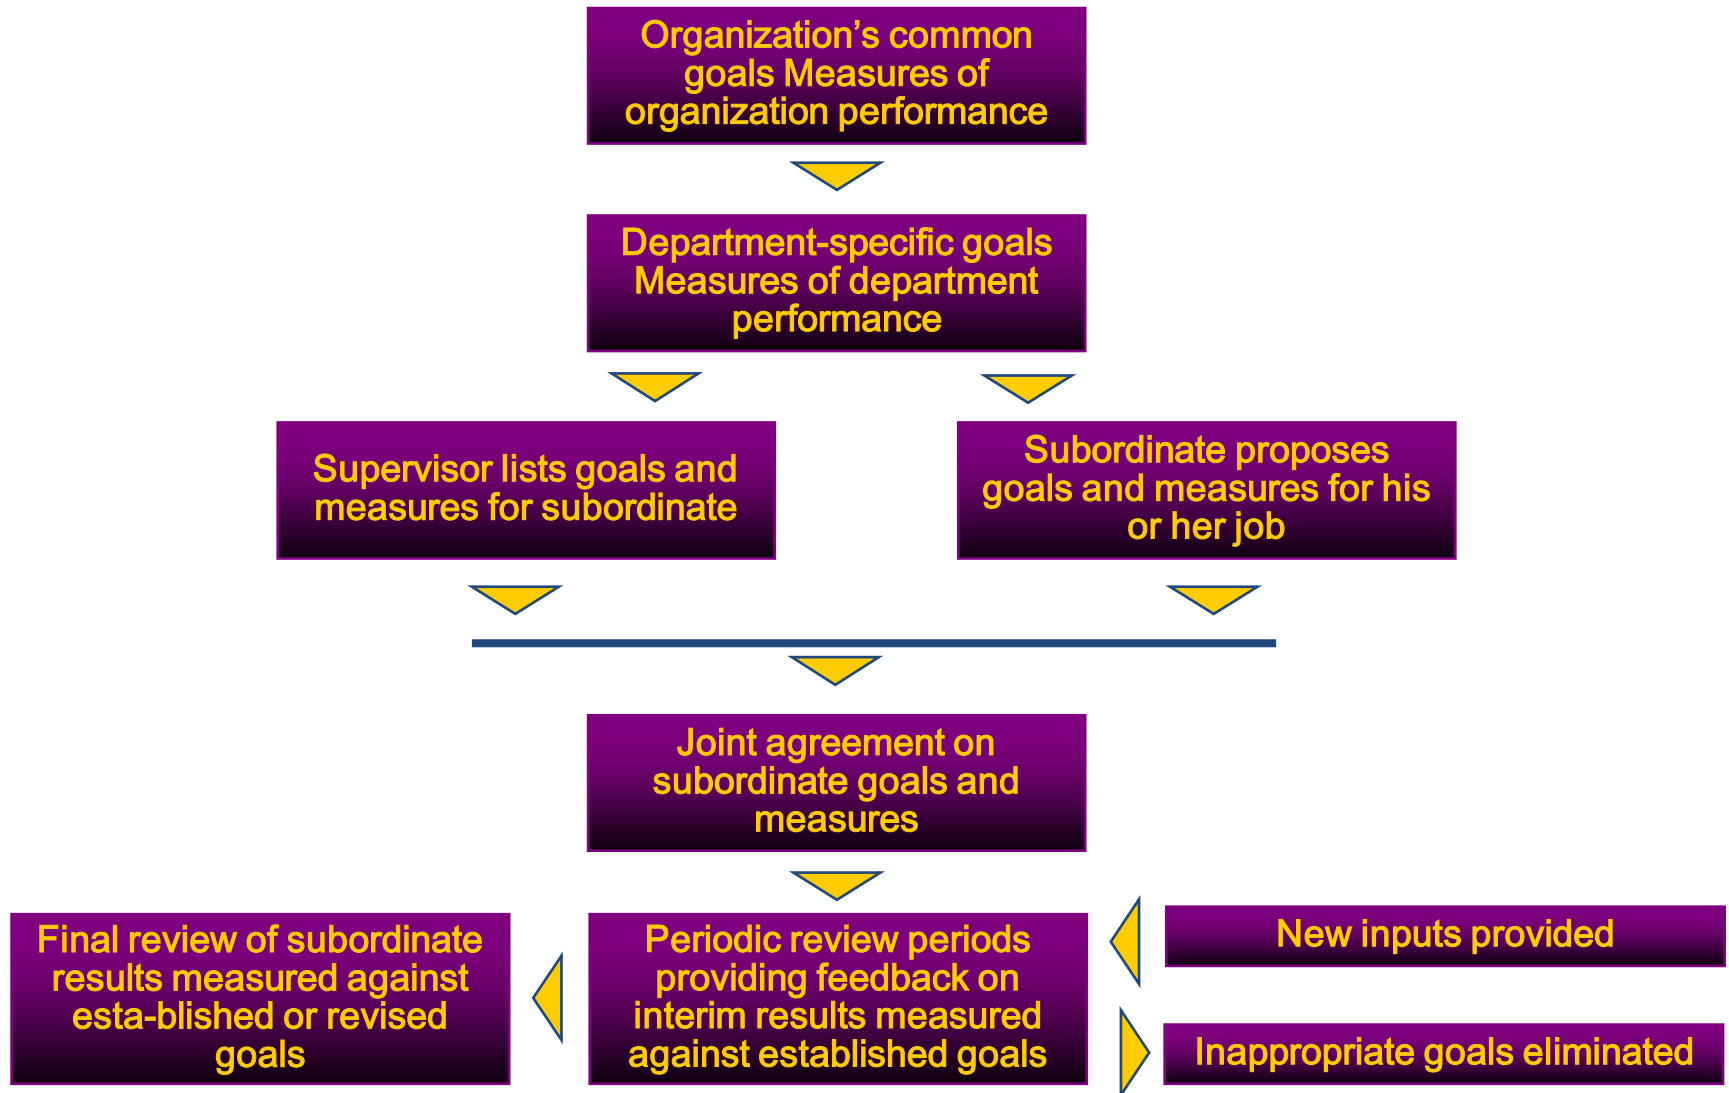 Organization’s common
goals Measures of
organization performance
Department-specific goals
Measures of department
performance
Supervisor lists goals and
measures for subordinate
Subordinate proposes
goals and measures for his
or her job
Joint agreement on
subordinate goals and
measures
Final review of subordinate
results measured against
esta-blished or revised
goals
Periodic review periods
providing feedback on
interim results measured
against established goals
New inputs provided
Inappropriate goals eliminated